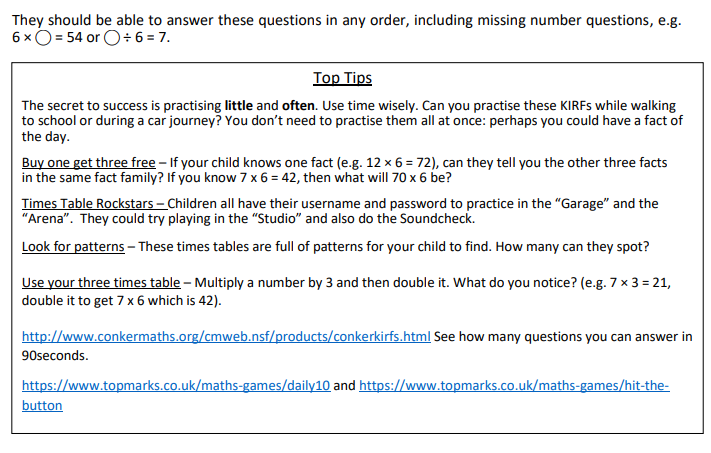 They should be able to answer these questions in any order, including missing number questions, e.g.
6 × ◯ = 54 or ◯ ÷ 6 = 7.
Top Tips
The secret to success is practising little and often. Use time wisely. Can you practise these KIRFs while walking
to school or during a car journey? You don’t need to practise them all at once: perhaps you could have a fact of
the day.
Buy one get three free – If your child knows one fact (e.g. 12 × 6 = 72), can they tell you the other three facts
in the same fact family? If you know 7 x 6 = 42, then what will 70 x 6 be?
Times Table Rockstars – Children all have their username and password to practice in the “Garage” and the
“Arena”.  They could try playing in the “Studio” and also do the Soundcheck.
Look for patterns – These times tables are full of patterns for your child to find. How many can they spot?
Use your three times table – Multiply a number by 3 and then double it. What do you notice? (e.g. 7 × 3 = 21,
double it to get 7 x 6 which is 42).
http://www.conkermaths.org/cmweb.nsf/products/conkerkirfs.html See how many questions you can answer in
90seconds.
https://www.topmarks.co.uk/maths-games/daily10 and https://www.topmarks.co.uk/maths-games/hit-the-
button